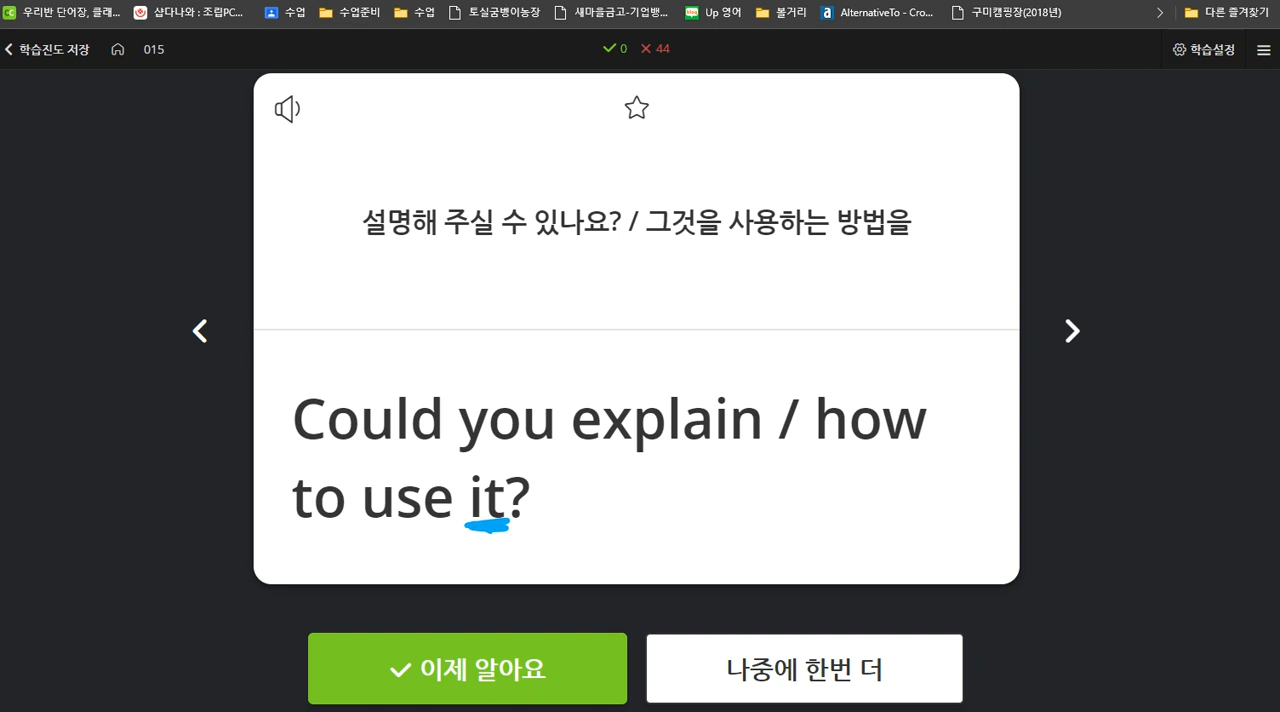 우리반 단어장, 클래... 샵다나와 : 조립PC... 수업 수업준비 수업 토실굼벵이농장 새마을금고-기업뱅... Up 영어 볼거리 AlternativeTo - Cro... 구미캠핑장(2018년) 다른 즐겨찾기
학습진도 저장 015 0 44 학습설정
설명해 주실 수 있나요? / 그것을 사용하는 방법을
Could you explain / how
to use it?
이제 알아요 나중에 한번 더